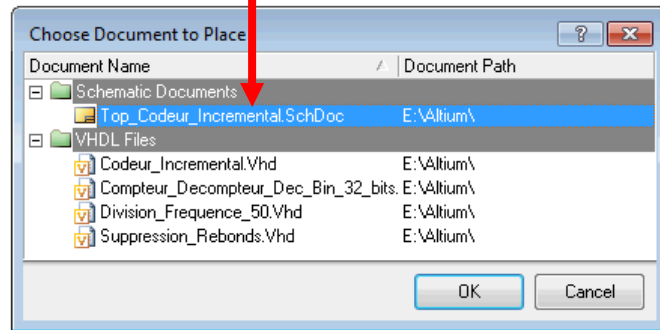 Choose Document to Place
Document Name Document Path
Schematic Documents
Top_Codeur_Incremental.SchDoc E:\Altium\
VHDL Files
Codeur_Incremental.Vhd E:\Altium\
Compteur_Decompteur_Dec_Bin_32_bits. E:\Altium\
Division_Frequence_50.Vhd E:\Altium\
Suppression_Rebonds.Vhd E:\Altium\
OK Cancel